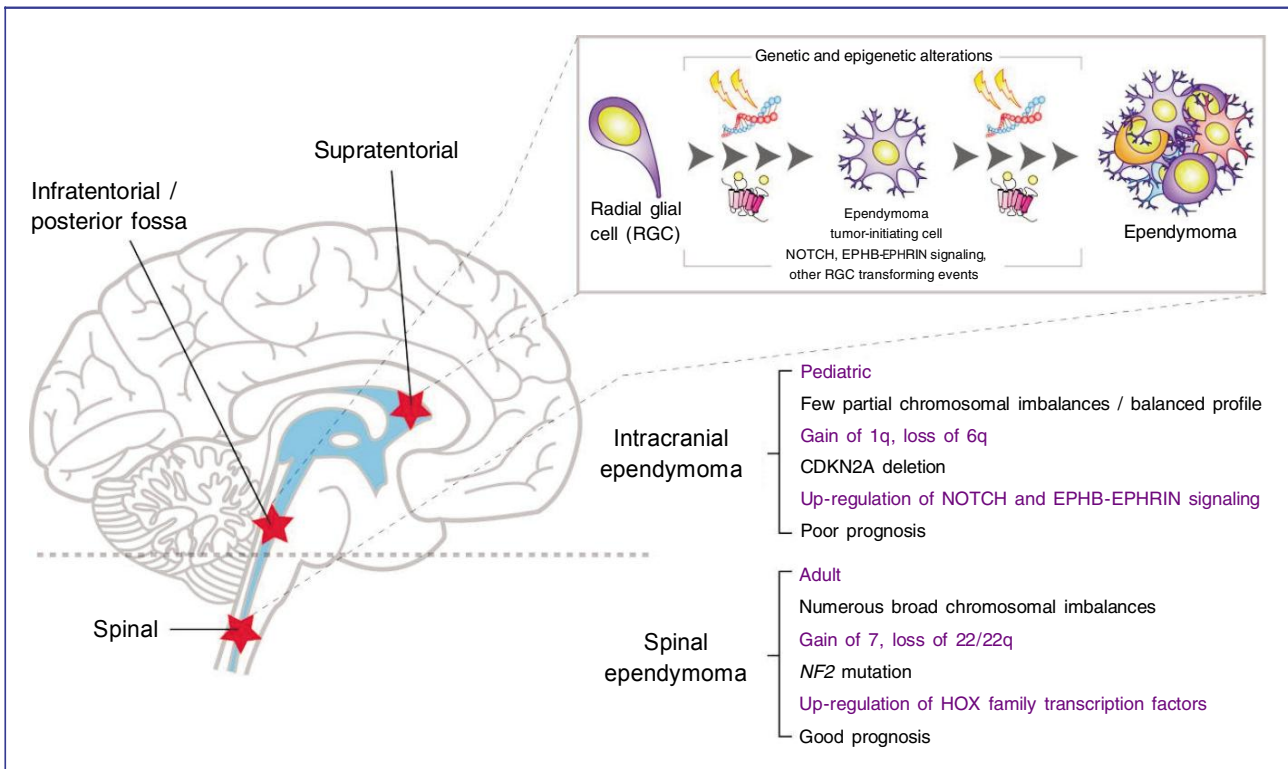 Genetic and epigenetic alterations
Supratentorial
Infratentorial /
posterior fossa
Radial glial
cell (RGC)
Ependymoma
tumor-initiating cell
NOTCH, EPHB-EPHRIN signaling,
other RGC transforming events
Ependymoma
Spinal
Intracranial
ependymoma
Pediatric
Few partial chromosomal imbalances / balanced profile
Gain of 1q, loss of 6q
CDKN2A deletion
Up-regulation of NOTCH and EPHB-EPHRIN signaling
Poor prognosis
Spinal
ependymoma
Adult
Numerous broad chromosomal imbalances
Gain of 7, loss of 22/22q
NF2 mutation
Up-regulation of HOX family transcription factors
Good prognosis